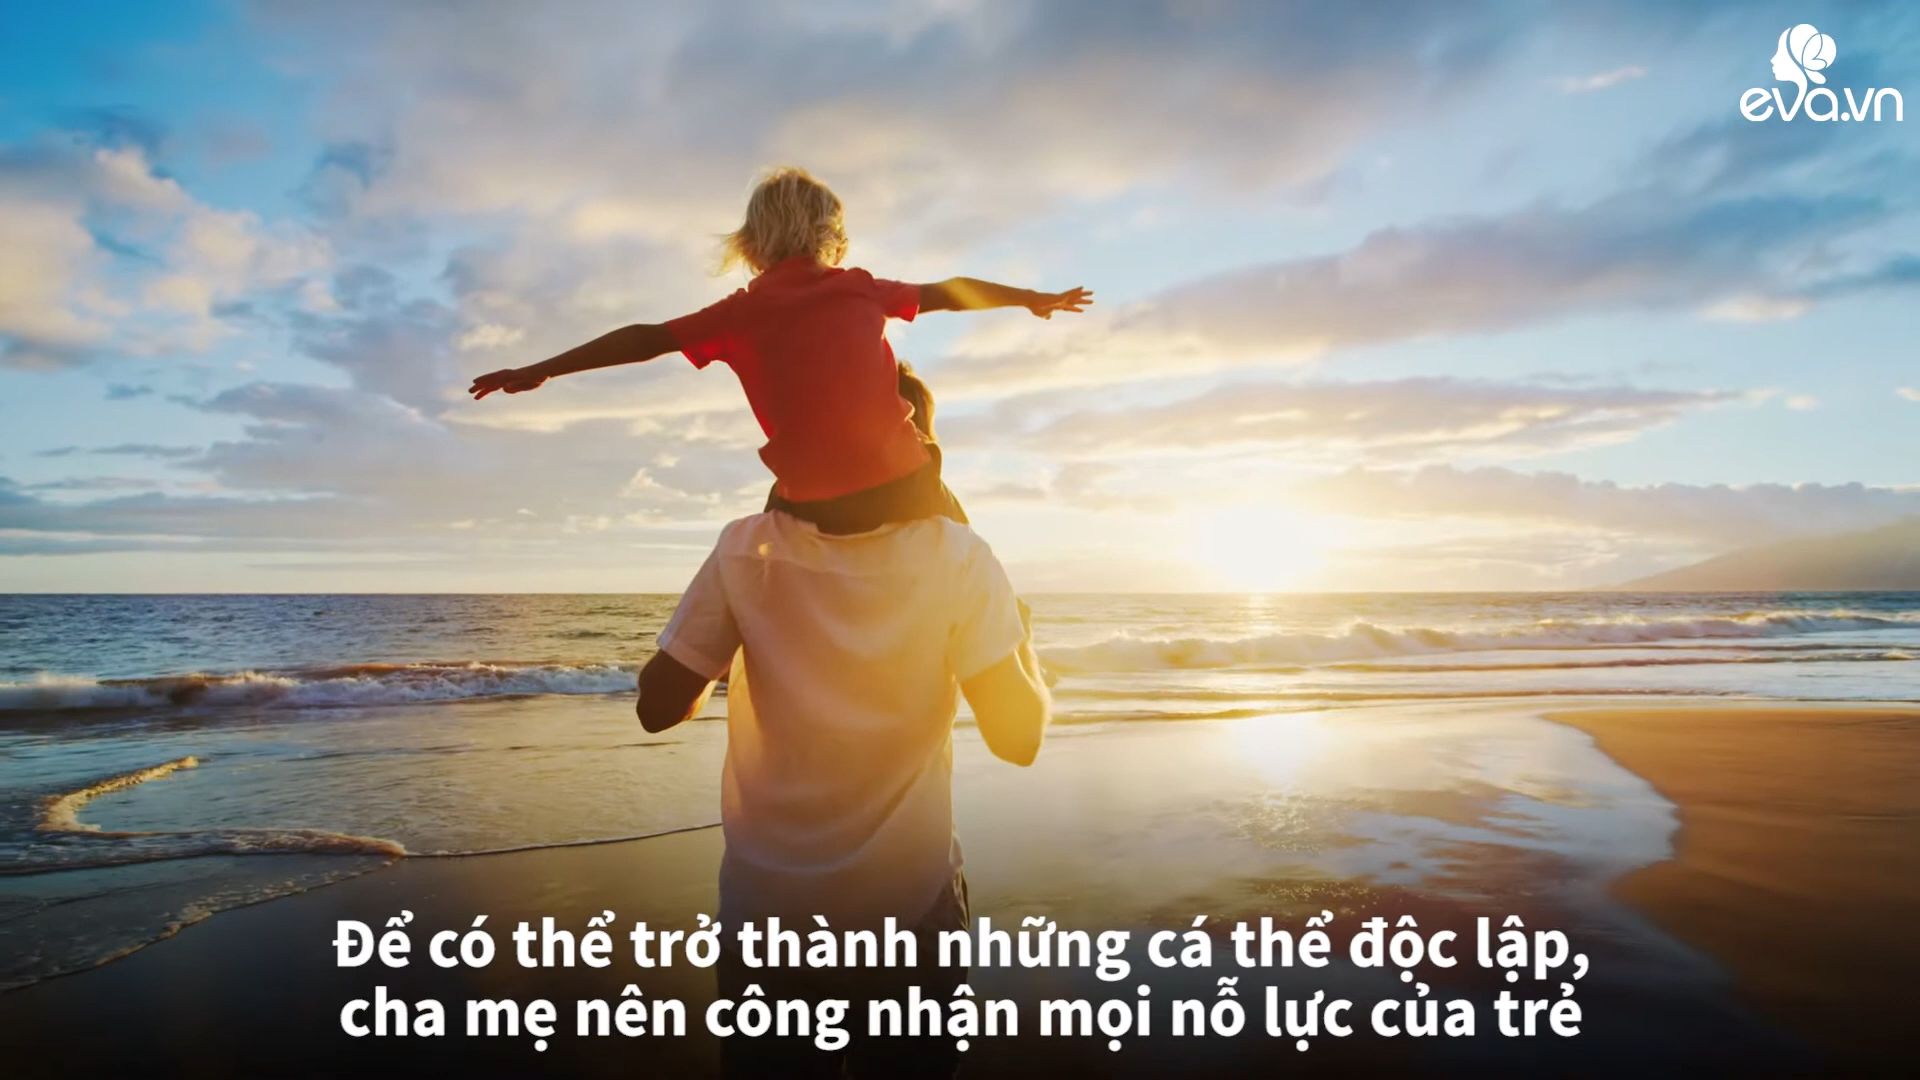 eva.vn
Để có thể trở thành những cá thể độc lập,
cha mẹ nên công nhận mọi nỗ lực của trẻ